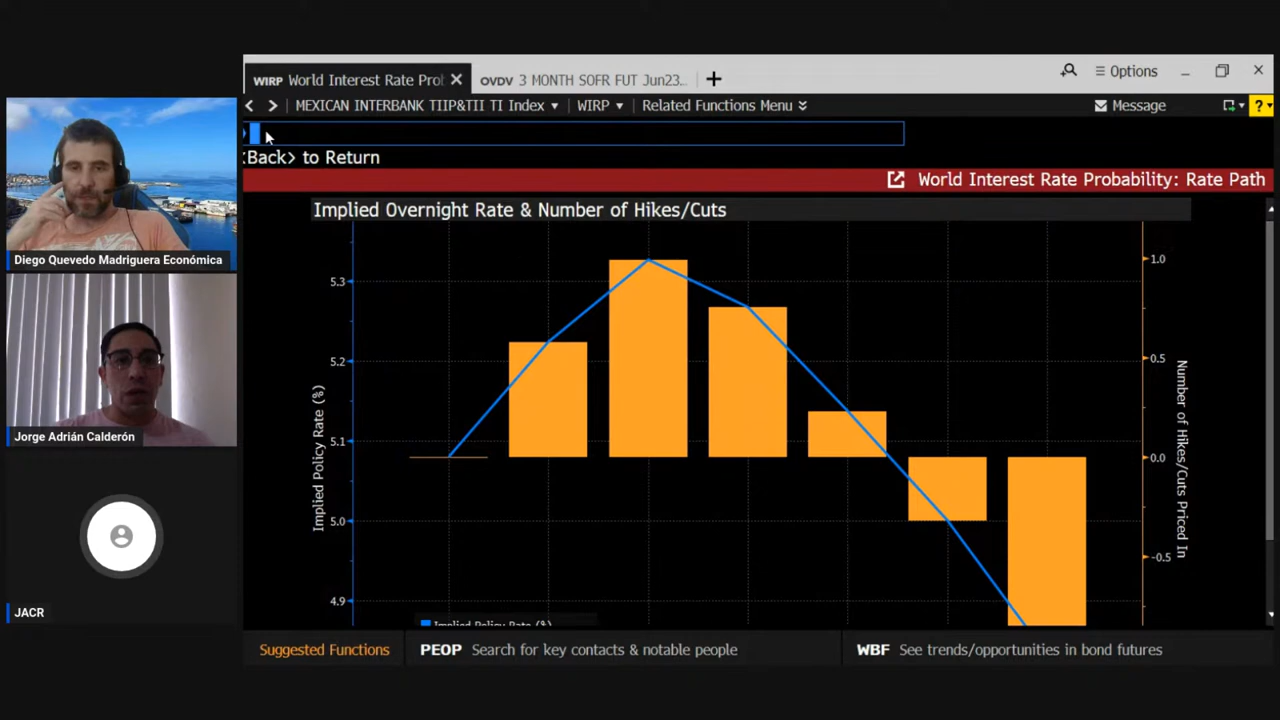 WIRP World Interest Rate Prol
OVDV 3 MONTH SOFR FUT Jun23...
Options
MEXICAN INTERBANK TIIP&TII TI Index
WIRP
Related Functions Menu
Message
?
<Back> to Return
World Interest Rate Probability: Rate Path
Implied Overnight Rate & Number of Hikes/Cuts
Implied Policy Rate (%)
5.3
5.2
5.1
5.0
4.9
1.0
0.5
0.0
-0.5
Number of Hikes/Cuts Priced In
Implied Policy Rate (%)
Suggested Functions
PEOP Search for key contacts & notable people
WBF See trends/opportunities in bond futures
Diego Quevedo Madriguera Económica
Jorge Adrián Calderón
JACR